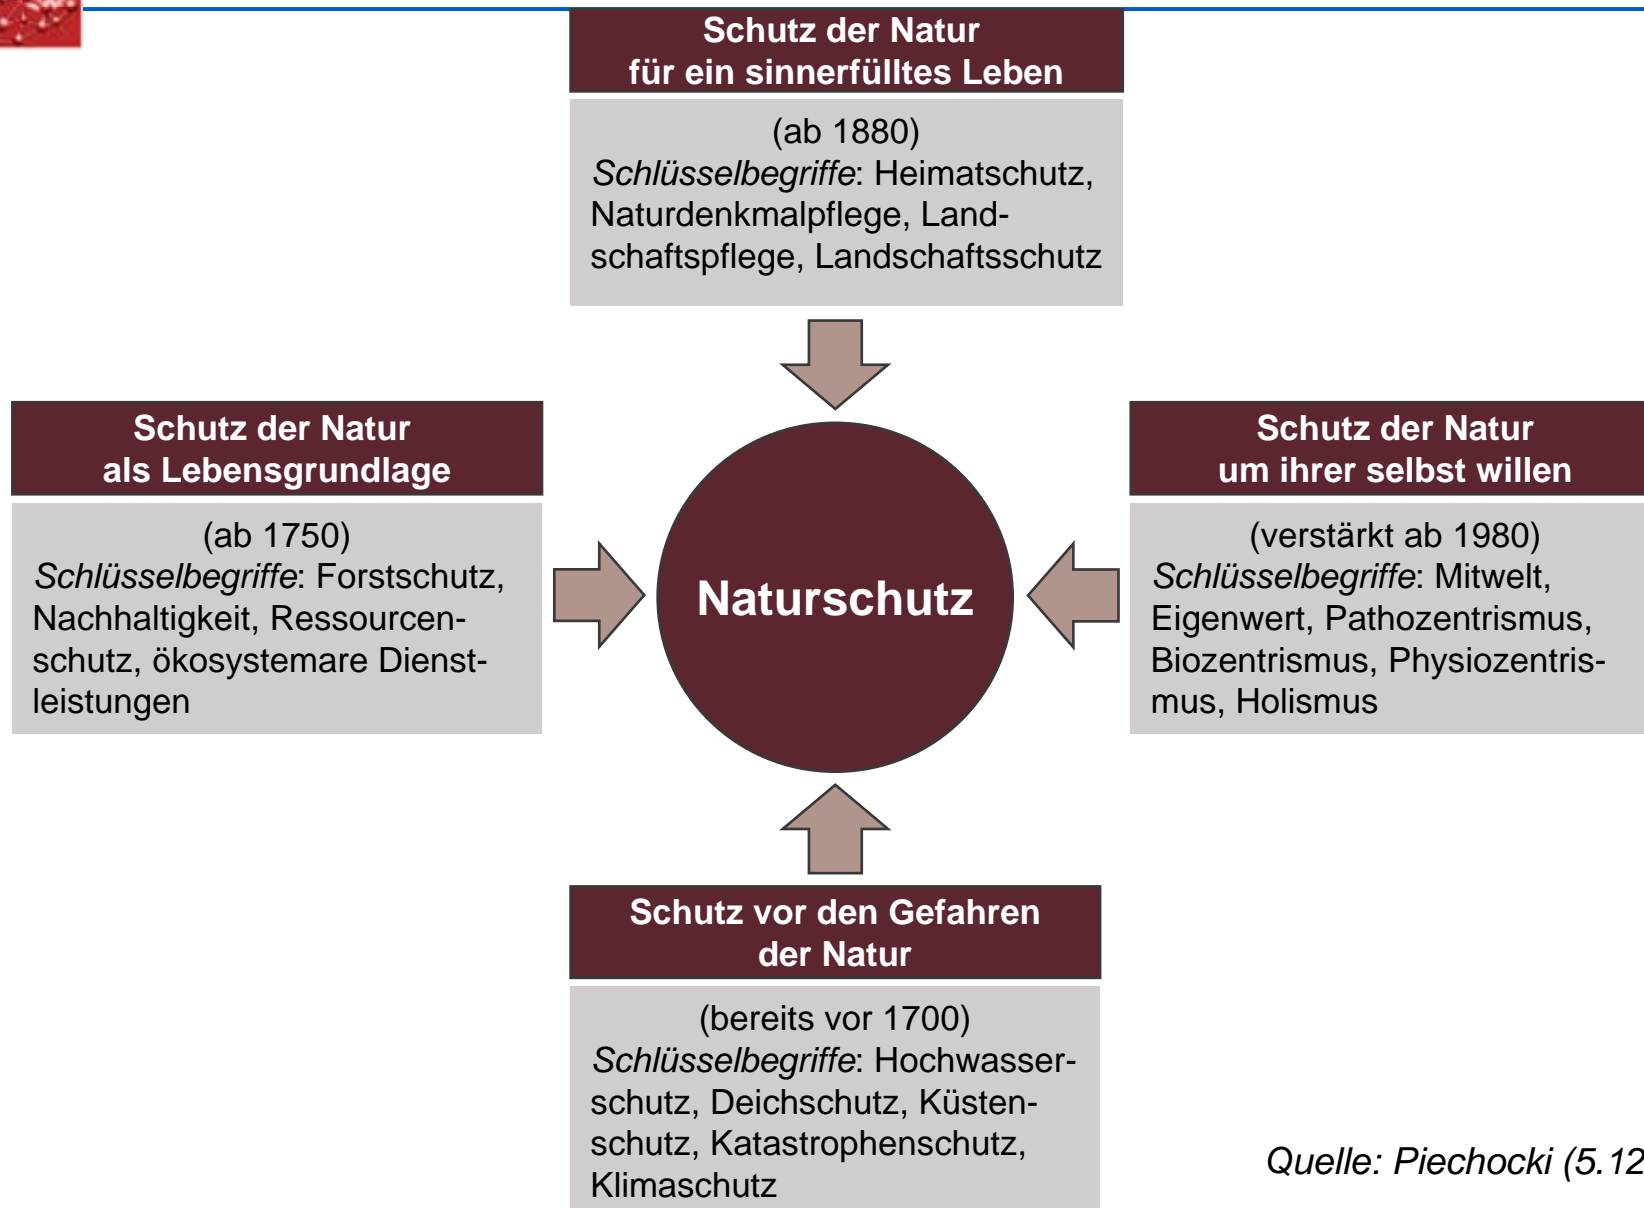 Schutz der Natur
für ein sinnerfülltes Leben
(ab 1880)
Schlüsselbegriffe: Heimatschutz,
Naturdenkmalpflege, Land-
schaftspflege, Landschaftsschutz
Schutz der Natur
als Lebensgrundlage
(ab 1750)
Schlüsselbegriffe: Forstschutz,
Nachhaltigkeit, Ressourcen-
schutz, ökosystemare Dienst-
leistungen
Naturschutz
Schutz der Natur
um ihrer selbst willen
(verstärkt ab 1980)
Schlüsselbegriffe: Mitwelt,
Eigenwert, Pathozentrismus,
Biozentrismus, Physiozentris-
mus, Holismus
Schutz vor den Gefahren
der Natur
(bereits vor 1700)
Schlüsselbegriffe: Hochwasser-
schutz, Deichschutz, Küsten-
schutz, Katastrophenschutz,
Klimaschutz
Quelle: Piechocki (5.12